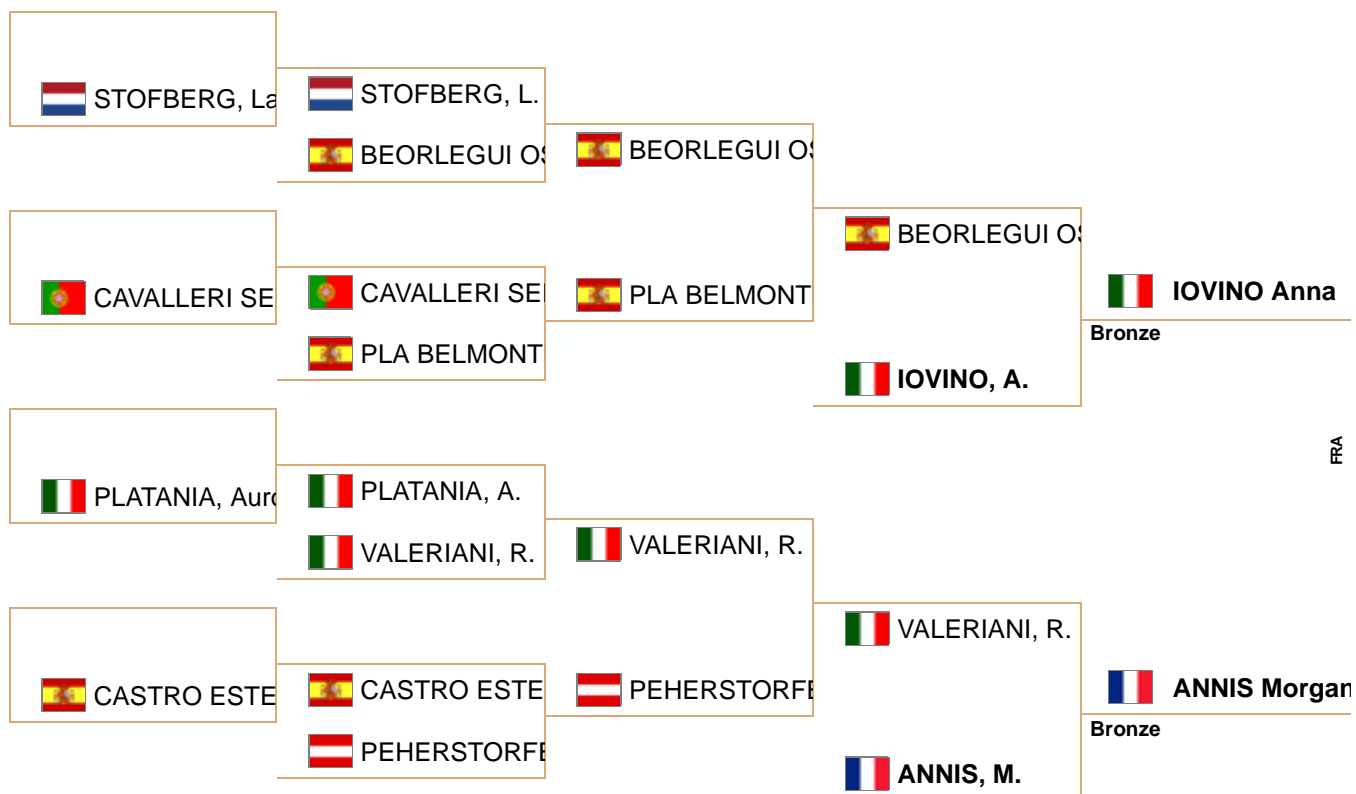 STOFBERG, La
STOFBERG, L.
BEORLEGUI OS
BEORLEGUI OS
BEORLEGUI OS
CAVALLERI SE
CAVALLERI SE
PLA BELMONT
PLA BELMONT
IOVINO Anna
Bronze
IOVINO, A.
FRA
PLATANIA, Auro
PLATANIA, A.
VALERIANI, R.
VALERIANI, R.
VALERIANI, R.
CASTRO ESTE
CASTRO ESTE
PEHERSTORFE
PEHERSTORFE
ANNIS Morgan
Bronze
ANNIS, M.